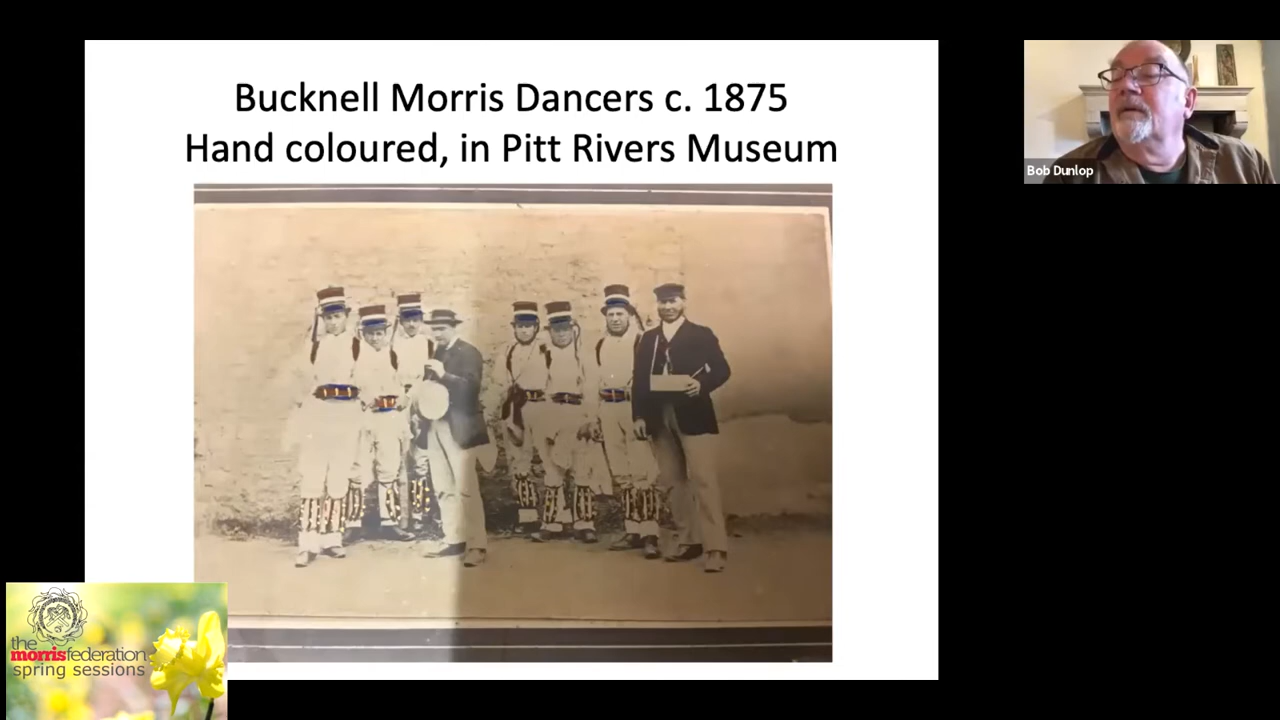 Bucknell Morris Dancers c. 1875
Hand coloured, in Pitt Rivers Museum
Bob Dunlop
the
morrisfederation
spring sessions